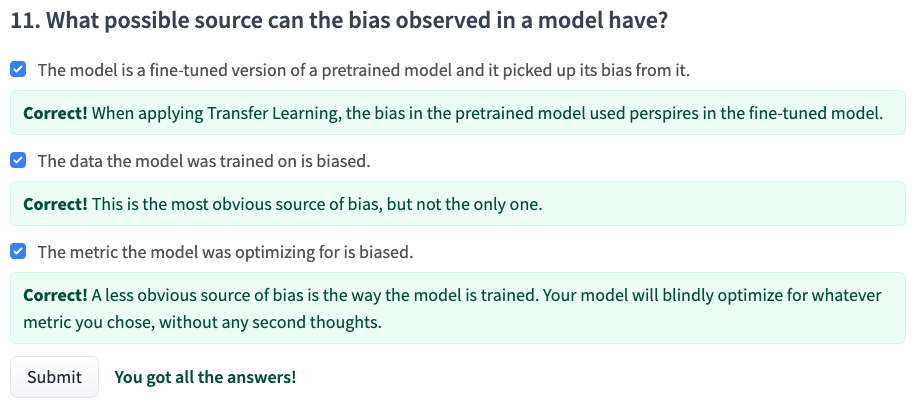 11. What possible source can the bias observed in a model have?
The model is a fine-tuned version of a pretrained model and it picked up its bias from it.
Correct! When applying Transfer Learning, the bias in the pretrained model used perspires in the fine-tuned model.
The data the model was trained on is biased.
Correct! This is the most obvious source of bias, but not the only one.
The metric the model was optimizing for is biased.
Correct! A less obvious source of bias is the way the model is trained. Your model will blindly optimize for whatever
metric you chose, without any second thoughts.
Submit You got all the answers!